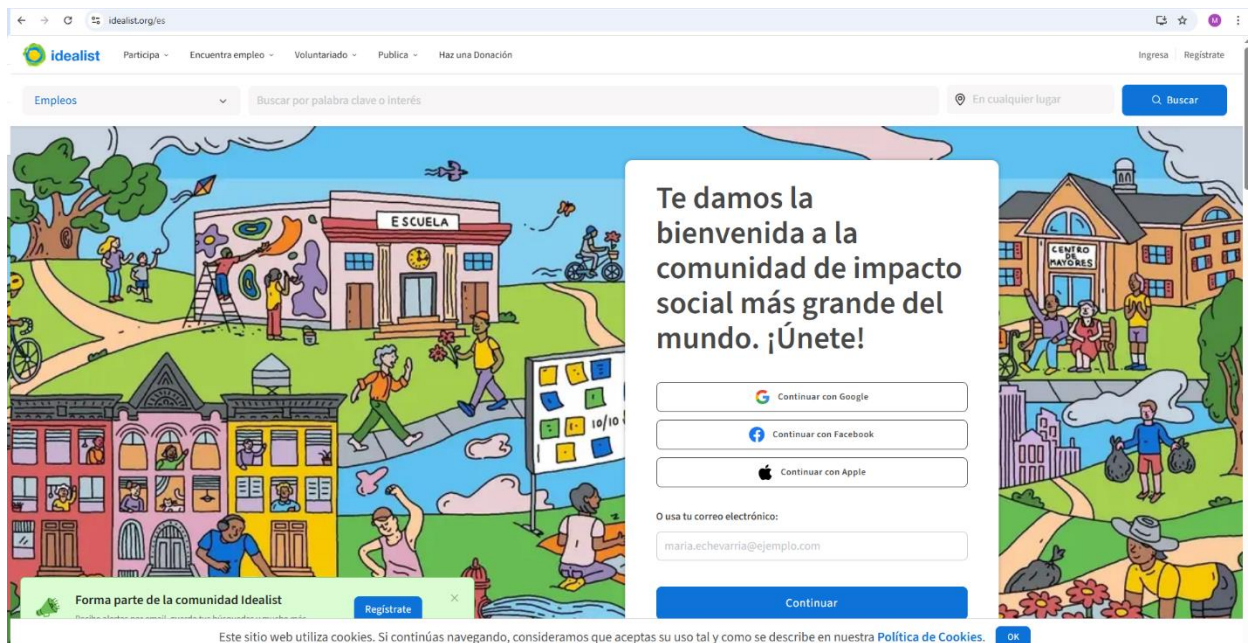 idealist.org/es
M
idealist Participa Encuentra empleo Voluntariado Publica Haz una Donación Ingresa Regístrate
Empleos Buscar por palabra clave o interés En cualquier lugar Buscar
ESCUELA
CENTRO
DE
MAYORES
10/10
Te damos la
bienvenida a la
comunidad de impacto
social más grande del
mundo. ¡Únete!
Continuar con Google
Continuar con Facebook
Continuar con Apple
O usa tu correo electrónico:
maria.echevarria@ejemplo.com
Continuar
Forma parte de la comunidad Idealist
Regístrate
Este sitio web utiliza cookies. Si continúas navegando, consideramos que aceptas su uso tal y como se describe en nuestra Política de Cookies. OK